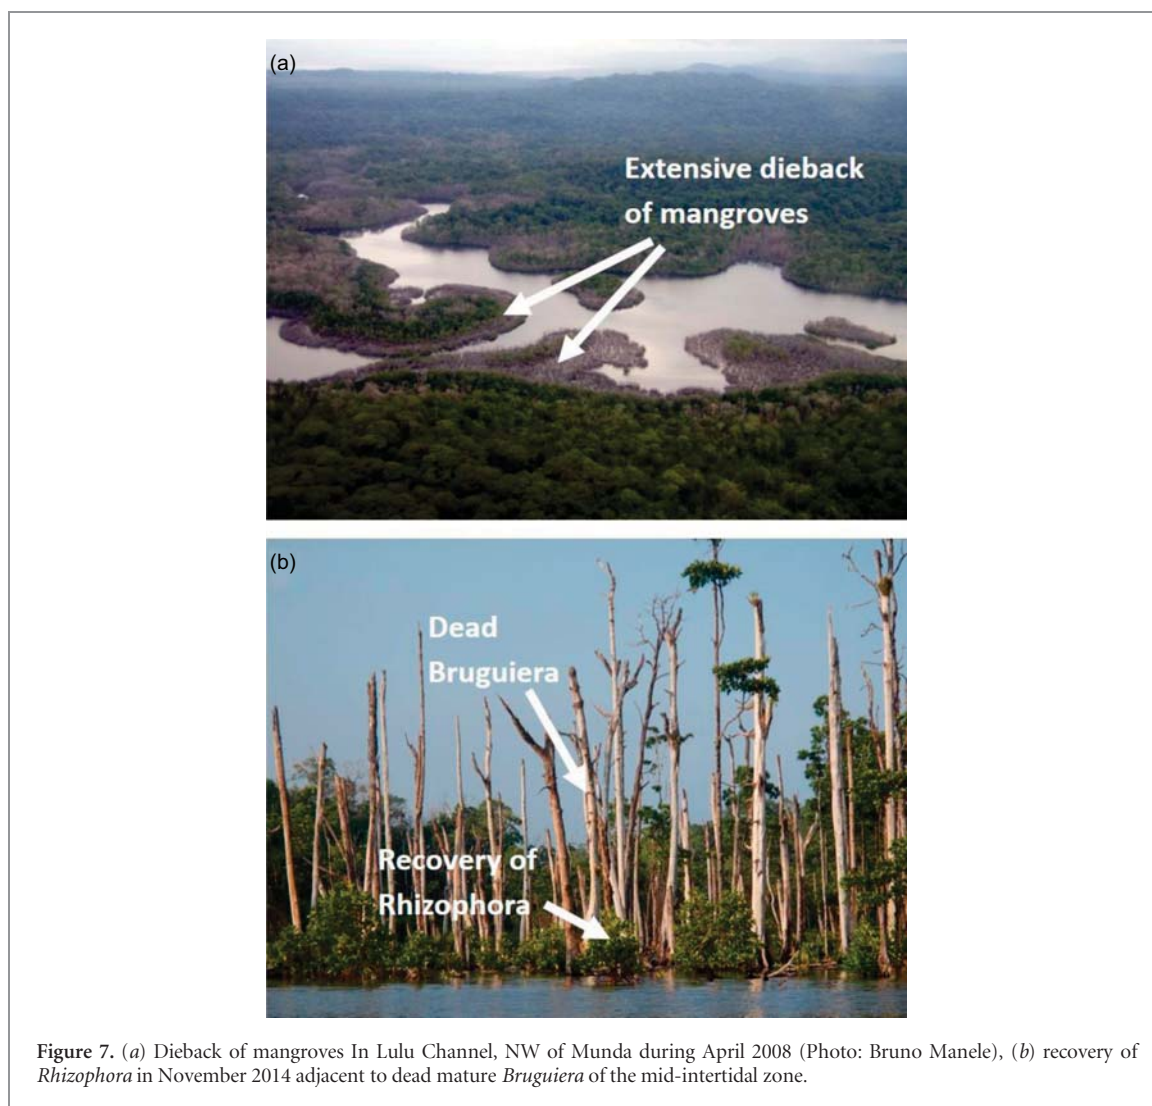 (a)
Extensive dieback
of mangroves
(b)
Dead
Bruguiera
Recovery of
Rhizophora
Figure 7. (a) Dieback of mangroves In Lulu Channel, NW of Munda during April 2008 (Photo: Bruno Manele), (b) recovery of
Rhizophora in November 2014 adjacent to dead mature Bruguiera of the mid-intertidal zone.